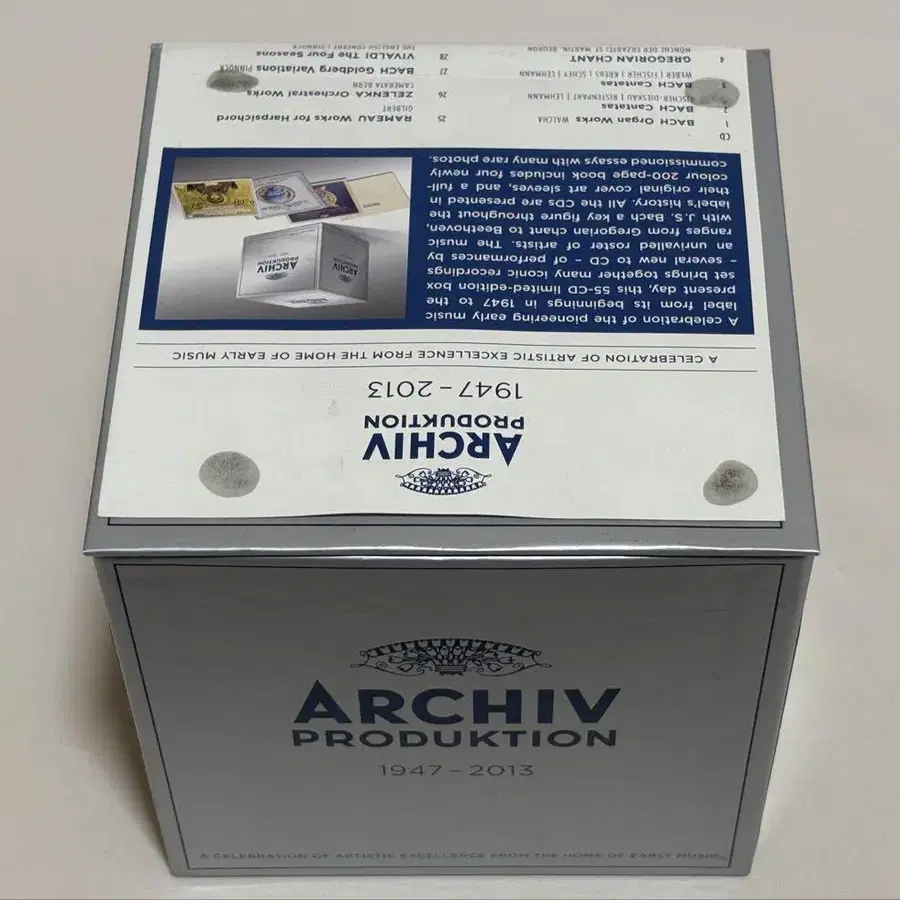 ARCHIV
PRODUKTION
1947–2013
A CELEBRATION OF ARTISTIC EXCELLENCE FROM THE HOME OF EARLY MUSIC
A celebration of the pioneering early music
label from its beginnings in 1947 to the
present day, this 55-CD limited-edition box
set brings together many iconic recordings
– several new to CD – of performances by
an unrivalled roster of artists. The music
ranges from Gregorian chant to Beethoven,
with J.S. Bach a key figure throughout the
label's history. All the CDs are presented in
their original cover art sleeves, and a full-
colour 200-page book includes four newly
commissioned essays with many rare photos.
ARCHIV
PRODUKTION
CD
1 BACH Organ Works WALCHA
2 BACH Cantatas
FISCHER-DIESKAU | RISTENPART | LEHMANN
3 BACH Cantatas
WEBER | FISCHER | KREBS | SCHEY | LEHMANN
4 GREGORIAN CHANT
MÖNCHE DER ERZABTEI ST. MARTIN, BEURON
25 RAMEAU Works for Harpsichord
GILBERT
26 ZELENKA Orchestral Works
CAMERATA BERN
27 BACH Goldberg Variations PINNOCK
28 VIVALDI The Four Seasons
THE ENGLISH CONCERT | PINNOCK
ARCHIV
PRODUKTION
1947–2013
A CELEBRATION OF ARTISTIC EXCELLENCE FROM THE HOME OF EARLY MUSIC